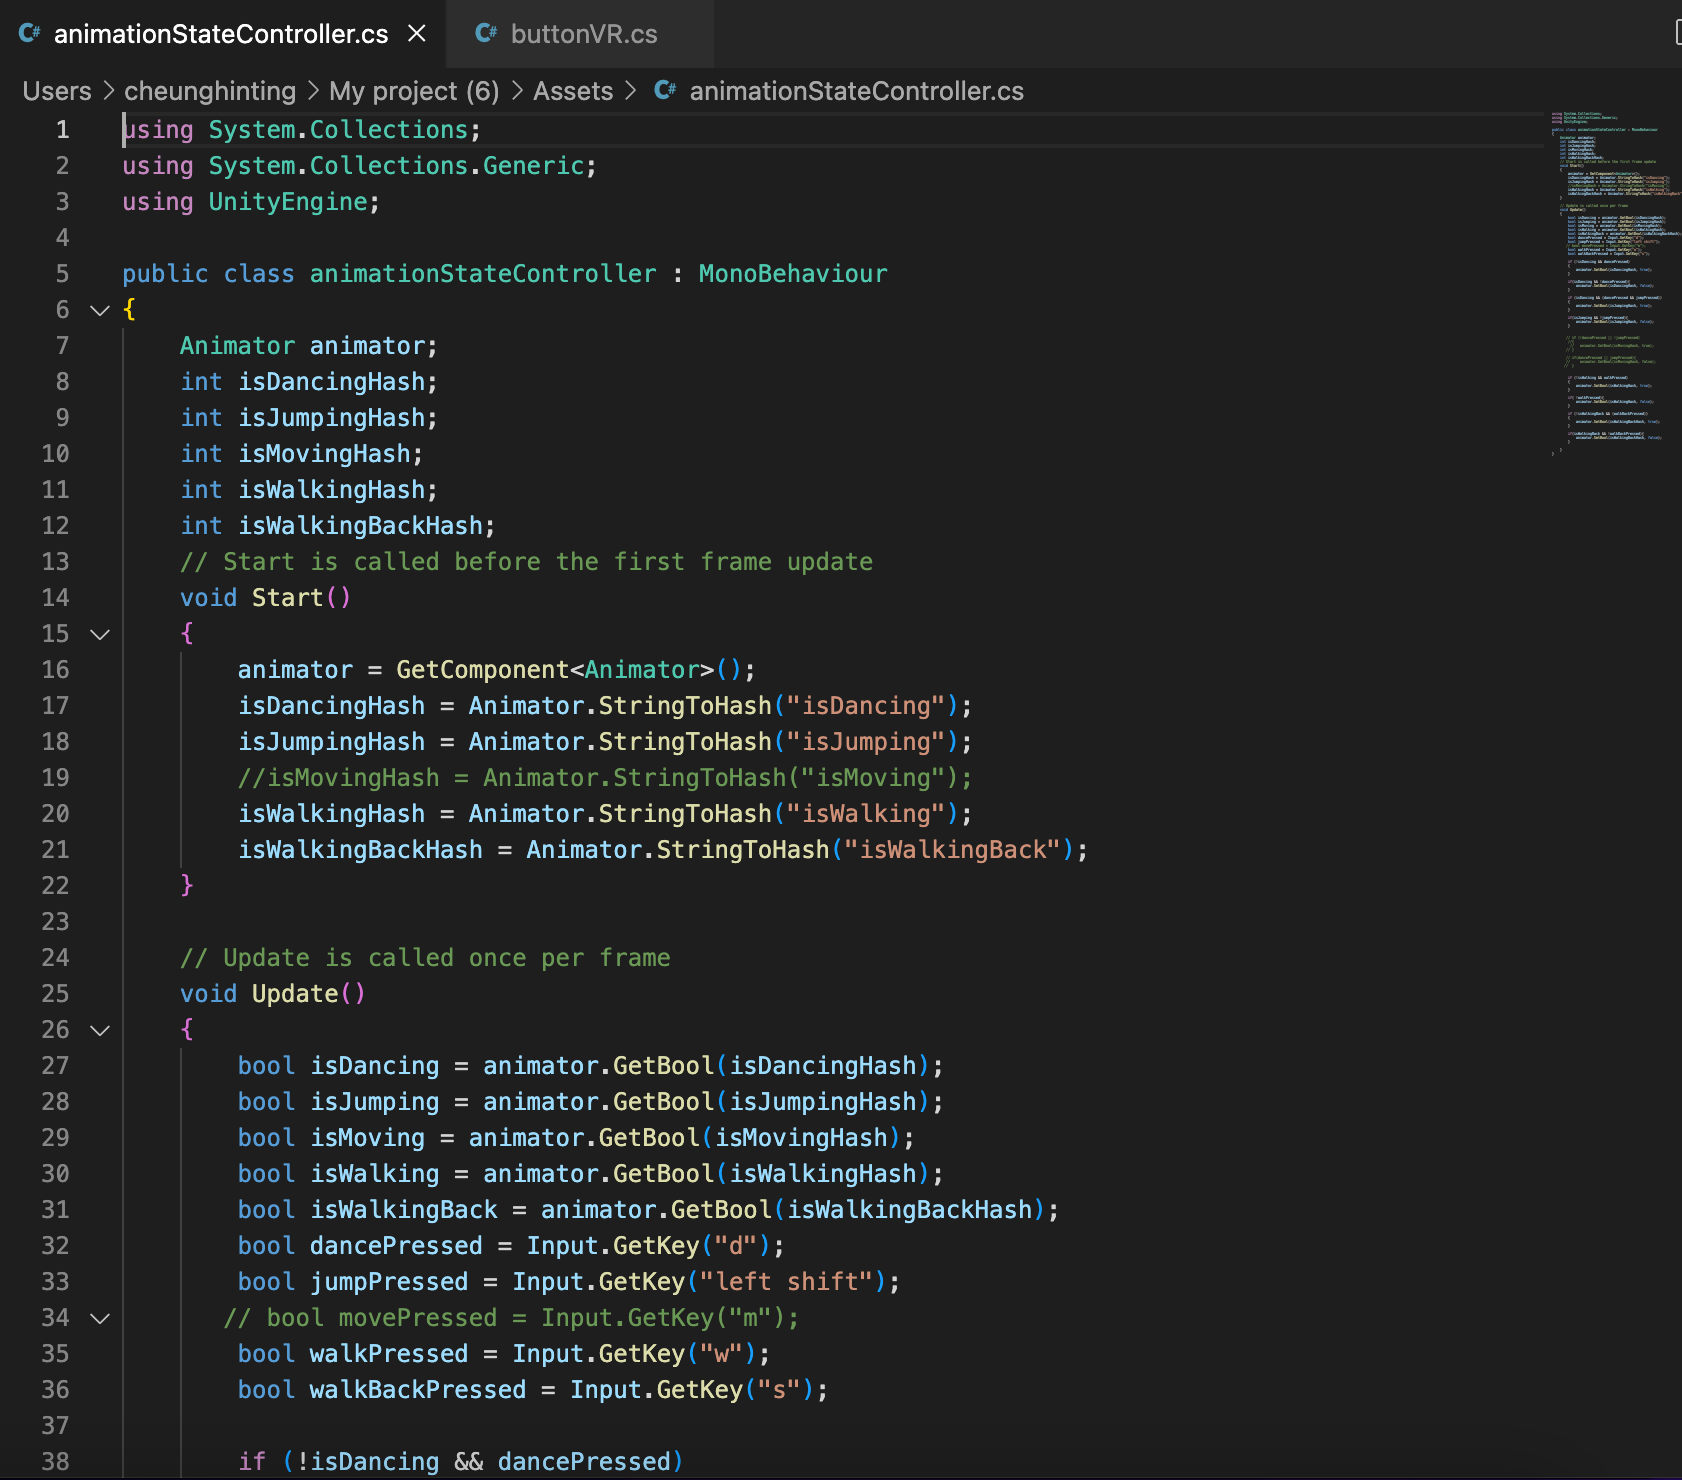 animationStateController.cs
buttonVR.cs
Users > cheunghinting > My project (6) > Assets > animationStateController.cs
1 using System.Collections;
2 using System.Collections.Generic;
3 using UnityEngine;
4
5 public class animationStateController : MonoBehaviour
6 {
7     Animator animator;
8     int isDancingHash;
9     int isJumpingHash;
10     int isMovingHash;
11     int isWalkingHash;
12     int isWalkingBackHash;
13     // Start is called before the first frame update
14     void Start()
15     {
16         animator = GetComponent<Animator>();
17         isDancingHash = Animator.StringToHash("isDancing");
18         isJumpingHash = Animator.StringToHash("isJumping");
19         //isMovingHash = Animator.StringToHash("isMoving");
20         isWalkingHash = Animator.StringToHash("isWalking");
21         isWalkingBackHash = Animator.StringToHash("isWalkingBack");
22     }
23
24     // Update is called once per frame
25     void Update()
26     {
27         bool isDancing = animator.GetBool(isDancingHash);
28         bool isJumping = animator.GetBool(isJumpingHash);
29         bool isMoving = animator.GetBool(isMovingHash);
30         bool isWalking = animator.GetBool(isWalkingHash);
31         bool isWalkingBack = animator.GetBool(isWalkingBackHash);
32         bool dancePressed = Input.GetKey("d");
33         bool jumpPressed = Input.GetKey("left shift");
34        // bool movePressed = Input.GetKey("m");
35         bool walkPressed = Input.GetKey("w");
36         bool walkBackPressed = Input.GetKey("s");
37
38         if (!isDancing && dancePressed)